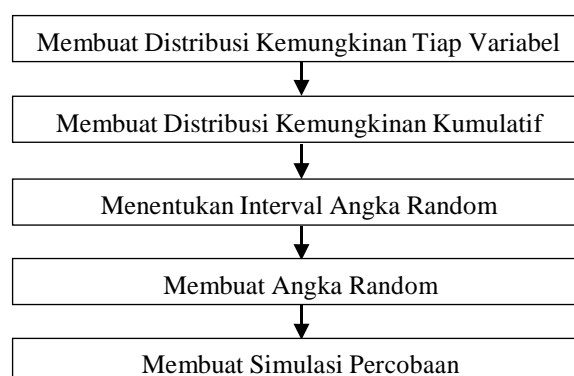 Membuat Distribusi Kemungkinan Tiap Variabel
Membuat Distribusi Kemungkinan Kumulatif
Menentukan Interval Angka Random
Membuat Angka Random
Membuat Simulasi Percobaan